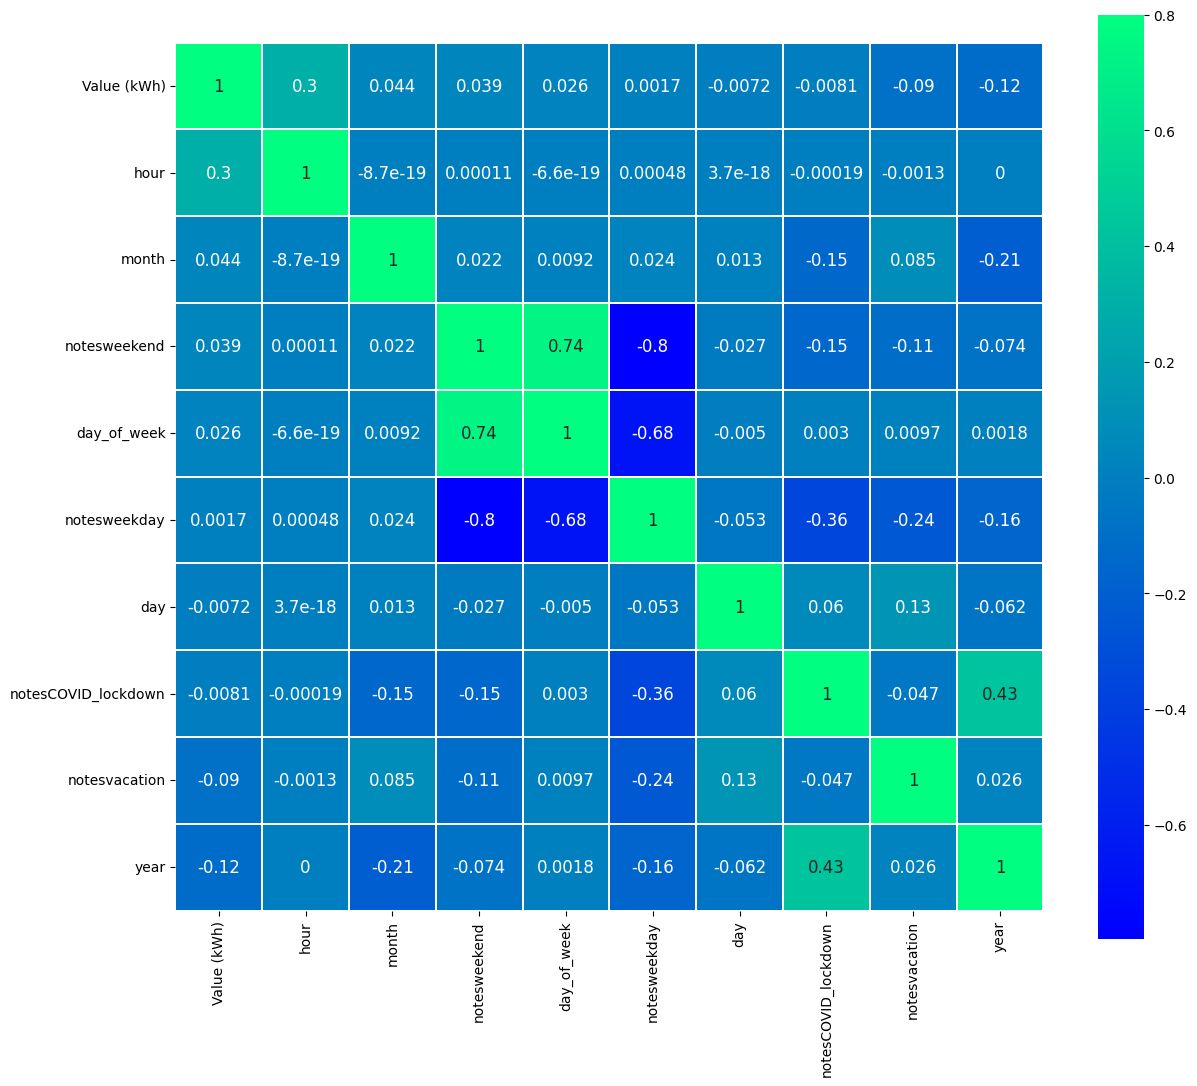 0.8
Value (kWh) 1 0.3 0.044 0.039 0.026 0.0017 -0.0072 -0.0081 -0.09 -0.12
0.6
hour 0.3 1 -8.7e-19 0.00011 -6.6e-19 0.00048 3.7e-18 -0.00019 -0.0013 0
0.4
month 0.044 -8.7e-19 1 0.022 0.0092 0.024 0.013 -0.15 0.085 -0.21
notesweekend 0.039 0.00011 0.022 1 0.74 -0.8 -0.027 -0.15 -0.11 -0.074
0.2
day_of_week 0.026 -6.6e-19 0.0092 0.74 1 -0.68 -0.005 0.003 0.0097 0.0018
0.0
notesweekday 0.0017 0.00048 0.024 -0.8 -0.68 1 -0.053 -0.36 -0.24 -0.16
−0.2
day -0.0072 3.7e-18 0.013 -0.027 -0.005 -0.053 1 0.06 0.13 -0.062
notesCOVID_lockdown -0.0081 -0.00019 -0.15 -0.15 0.003 -0.36 0.06 1 -0.047 0.43
−0.4
notesvacation -0.09 -0.0013 0.085 -0.11 0.0097 -0.24 0.13 -0.047 1 0.026
−0.6
year -0.12 0 -0.21 -0.074 0.0018 -0.16 -0.062 0.43 0.026 1
Value (kWh)
hour
month
notesweekend
day_of_week
notesweekday
day
notesCOVID_lockdown
notesvacation
year